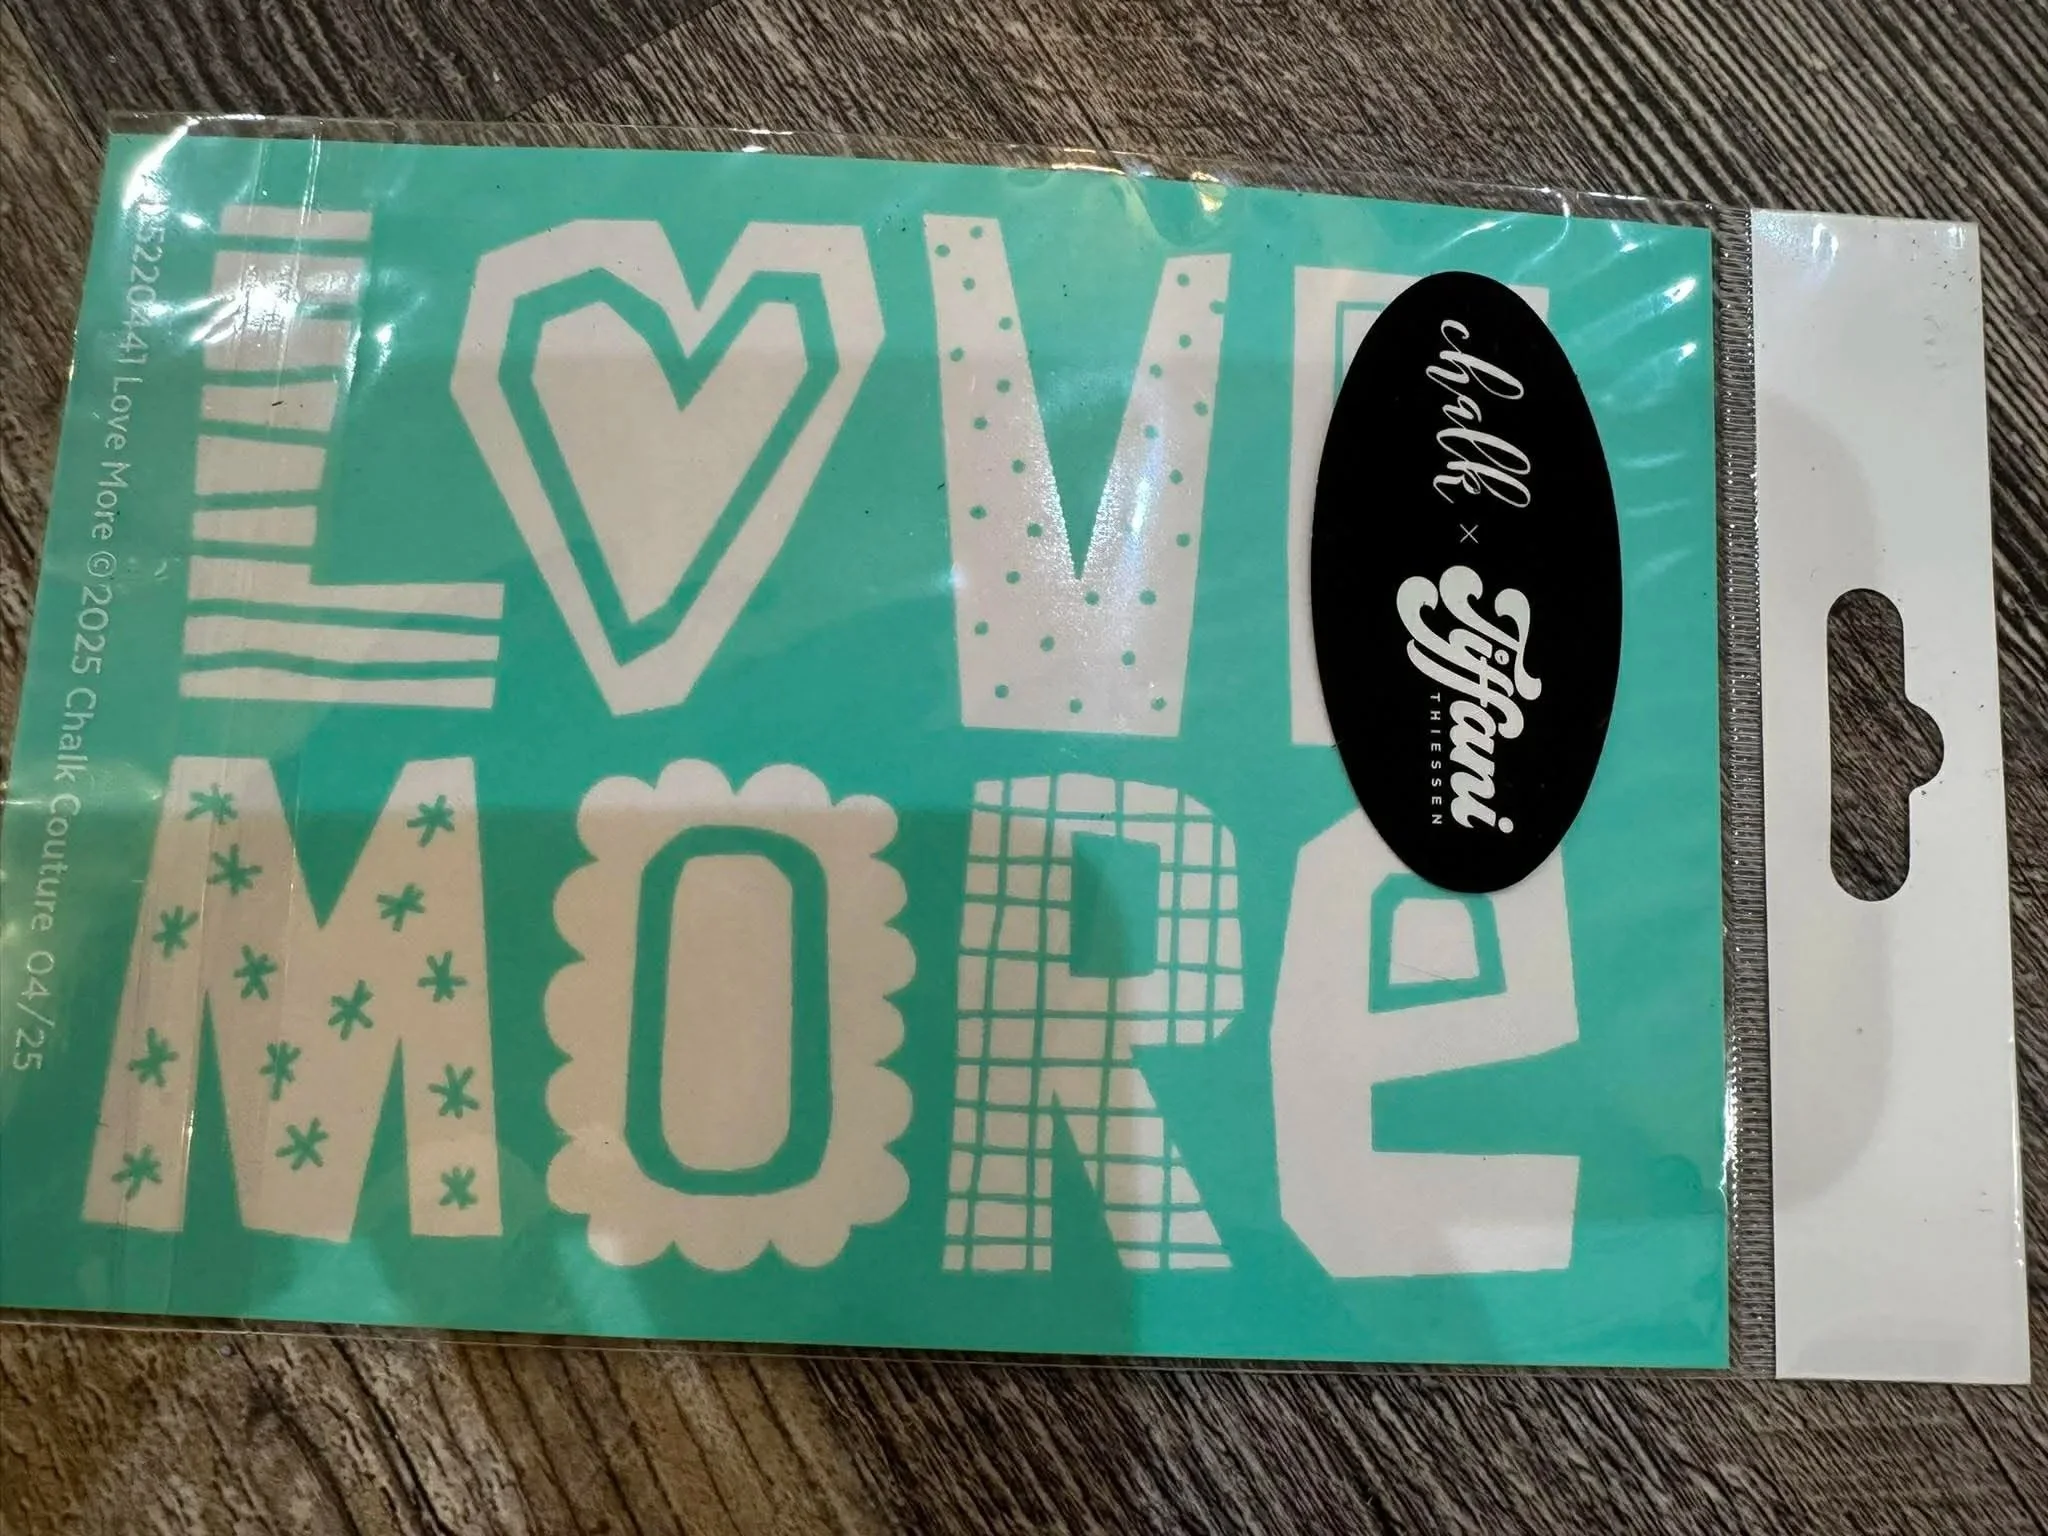 LOVE
MORE
chalk
×
Tiffani
THIESSEN
Love More ©2025 Chalk Couture 04/25